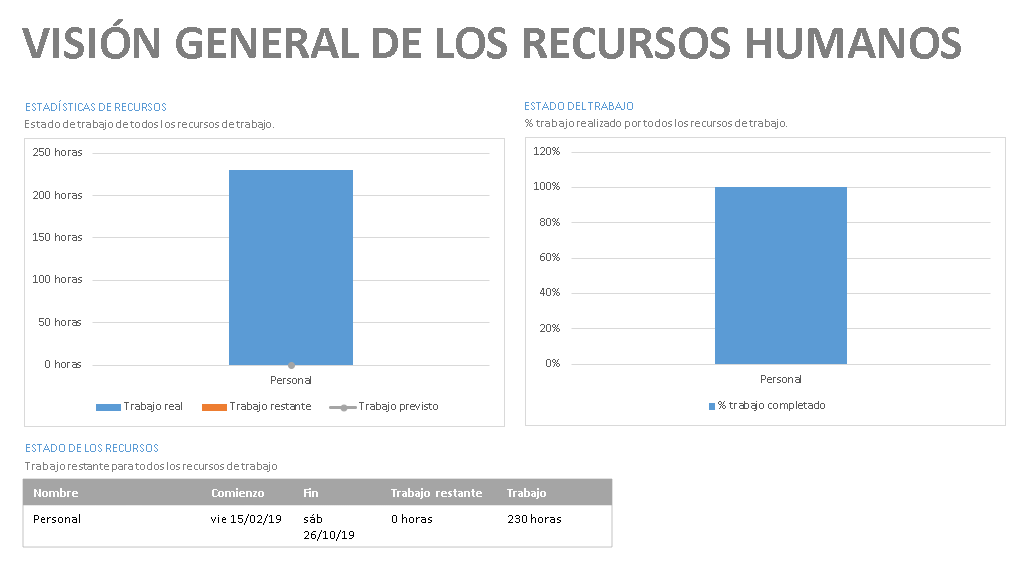 VISIÓN GENERAL DE LOS RECURSOS HUMANOS
ESTADÍSTICAS DE RECURSOS
Estado de trabajo de todos los recursos de trabajo.
250 horas
200 horas
150 horas
100 horas
50 horas
0 horas
Personal
Trabajo real Trabajo restante Trabajo previsto
ESTADO DEL TRABAJO
% trabajo realizado por todos los recursos de trabajo.
120%
100%
80%
60%
40%
20%
0%
Personal
% trabajo completado
ESTADO DE LOS RECURSOS
Trabajo restante para todos los recursos de trabajo
Nombre Comienzo Fin Trabajo restante Trabajo
Personal vie 15/02/19 sáb 0 horas 230 horas
26/10/19